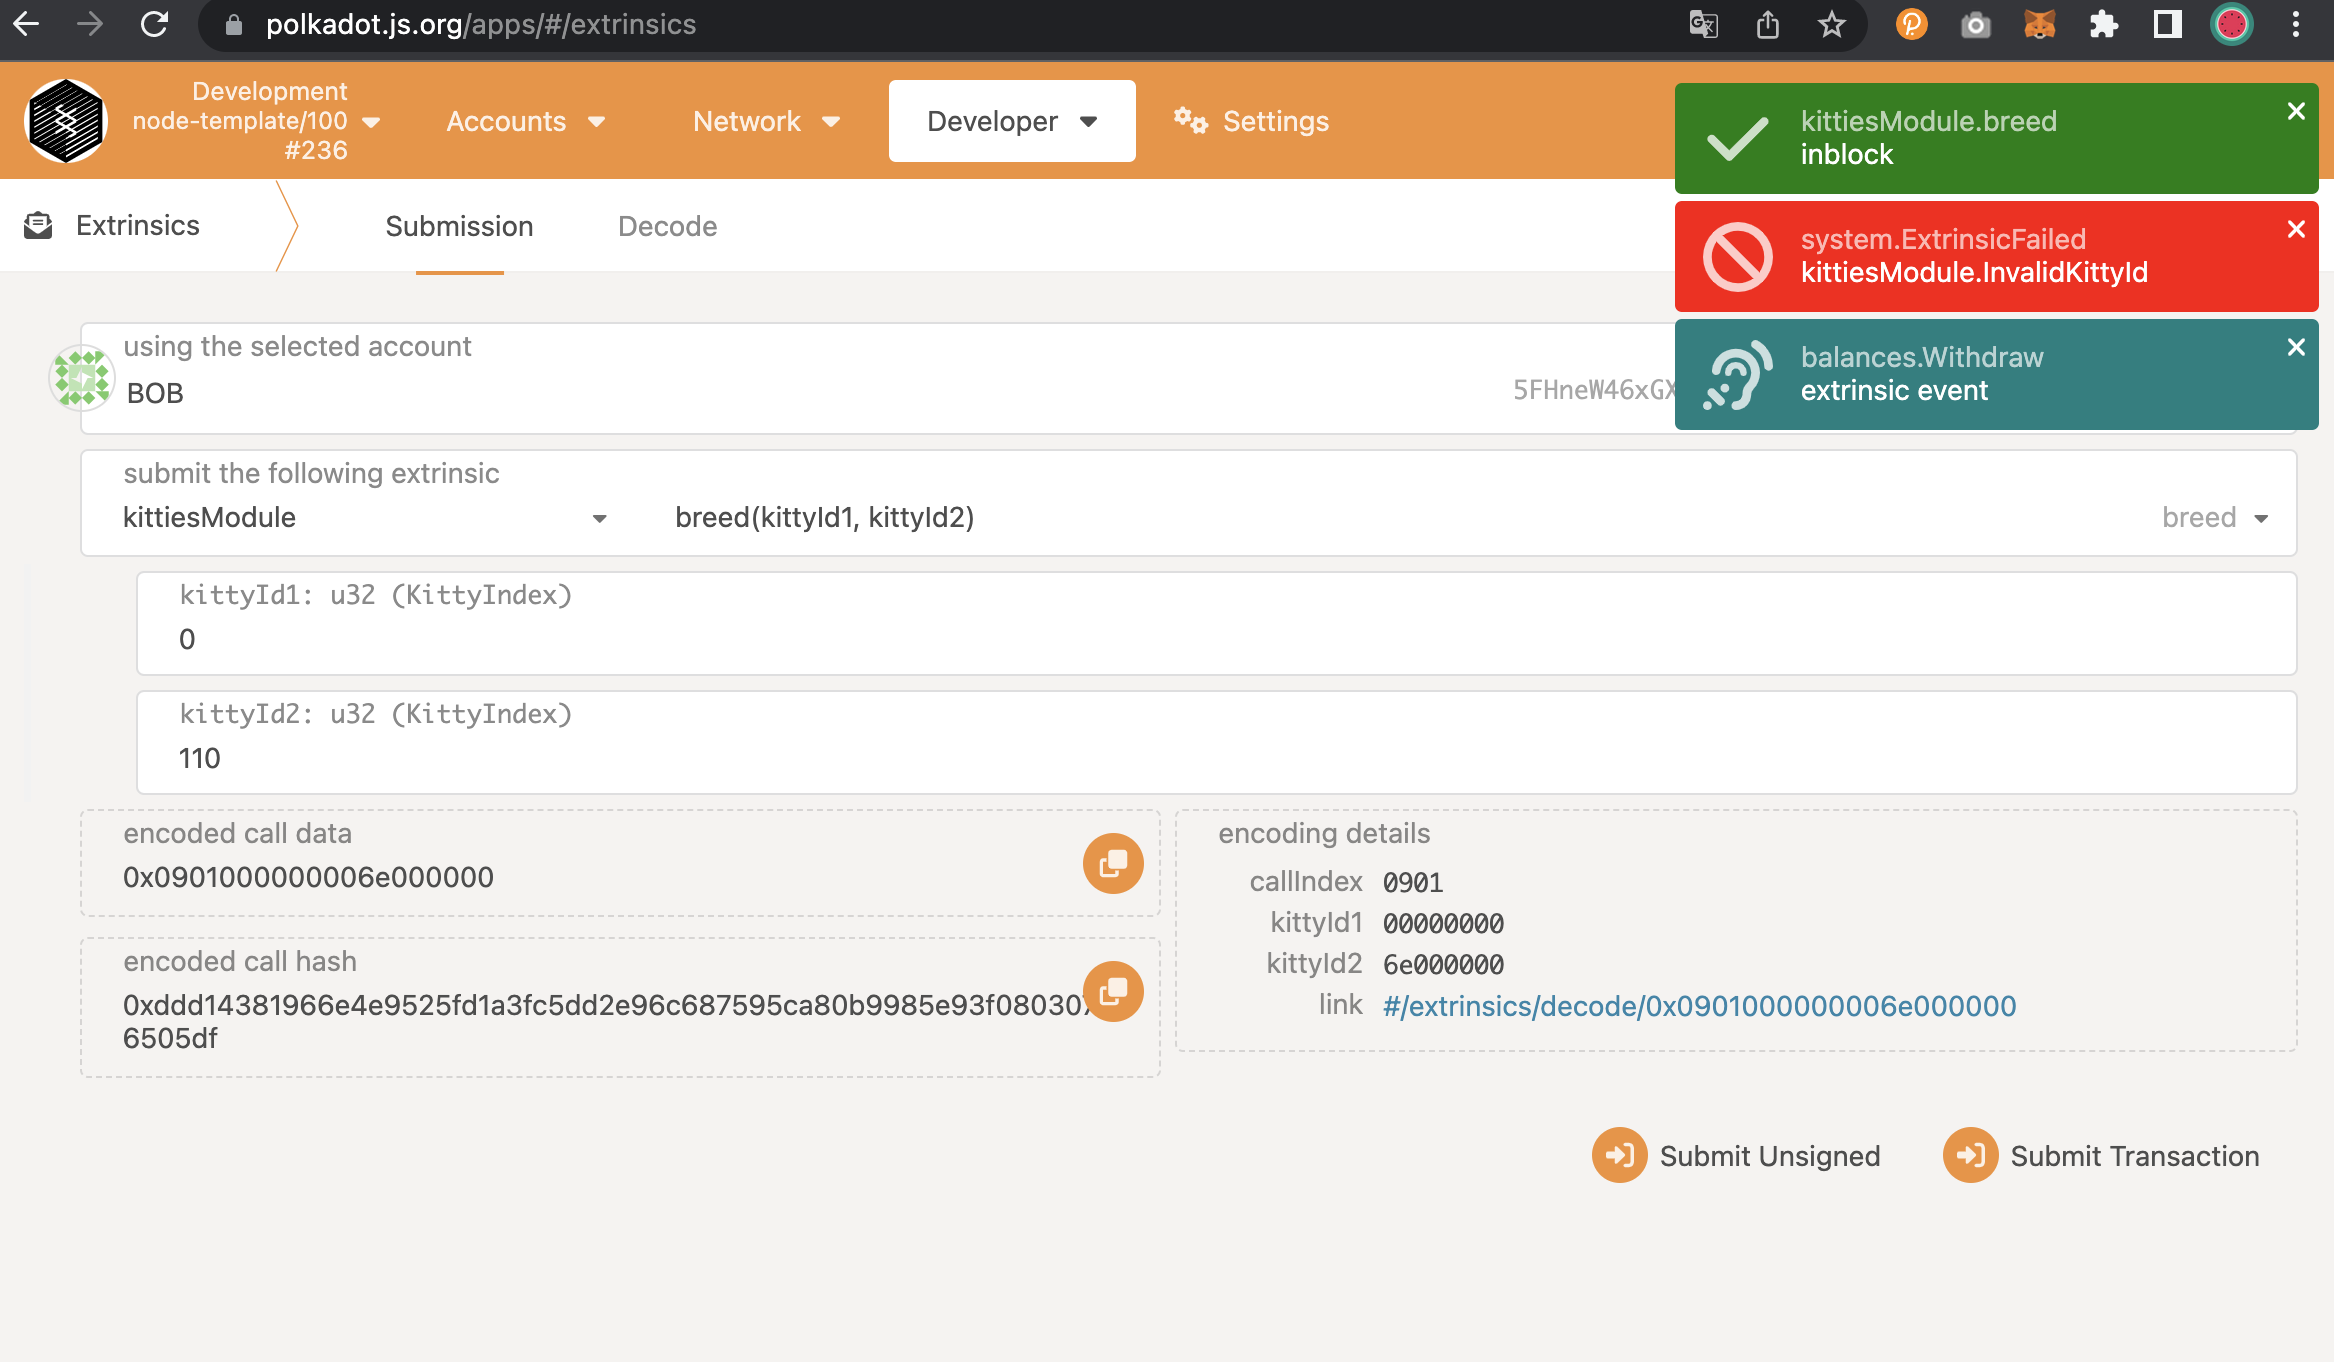 polkadot.js.org/apps/#/extrinsics
Development
node-template/100
#236
Accounts
Network
Developer
Settings
kittiesModule.breed
inblock
system.ExtrinsicFailed
kittiesModule.InvalidKittyId
balances.Withdraw
extrinsic event
Extrinsics
Submission
Decode
using the selected account
BOB
5FHneW46xGX
submit the following extrinsic
kittiesModule
breed(kittyId1, kittyId2)
breed
kittyId1: u32 (KittyIndex)
0
kittyId2: u32 (KittyIndex)
110
encoded call data
0x0901000000006e000000
encoded call hash
0xddd14381966e4e9525fd1a3fc5dd2e96c687595ca80b9985e93f080307
6505df
encoding details
callIndex 0901
kittyId1 00000000
kittyId2 6e000000
link #/extrinsics/decode/0x0901000000006e000000
Submit Unsigned
Submit Transaction